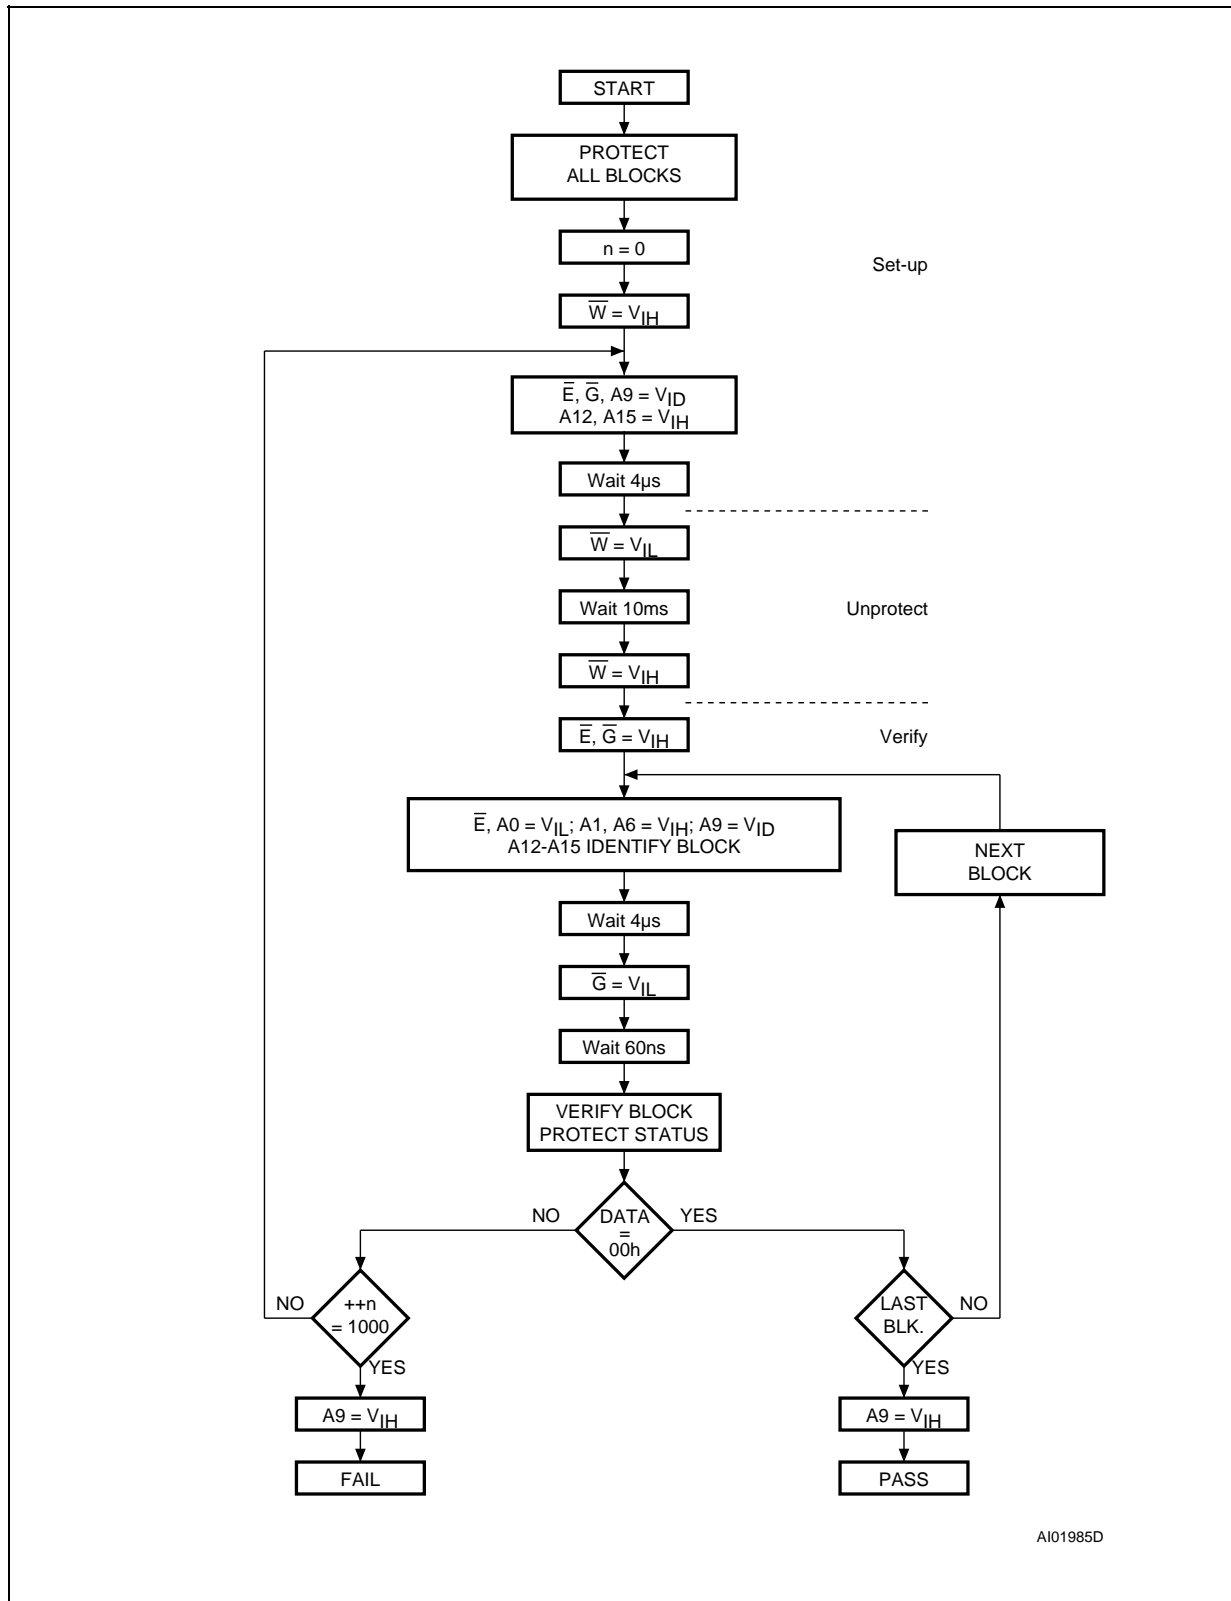 START
PROTECT
ALL BLOCKS
n = 0
Set-up
W̅ = VIH
E̅, G̅, A9 = VID
A12, A15 = VIH
Wait 4µs
W̅ = VIL
Wait 10ms
Unprotect
W̅ = VIH
E̅, G̅ = VIH
Verify
E̅, A0 = VIL; A1, A6 = VIH; A9 = VID
A12-A15 IDENTIFY BLOCK
NEXT
BLOCK
Wait 4µs
G̅ = VIL
Wait 60ns
VERIFY BLOCK
PROTECT STATUS
NO
DATA
=
00h
YES
NO
++n
= 1000
YES
LAST
BLK.
NO
YES
A9 = VIH
A9 = VIH
FAIL
PASS
AI01985D